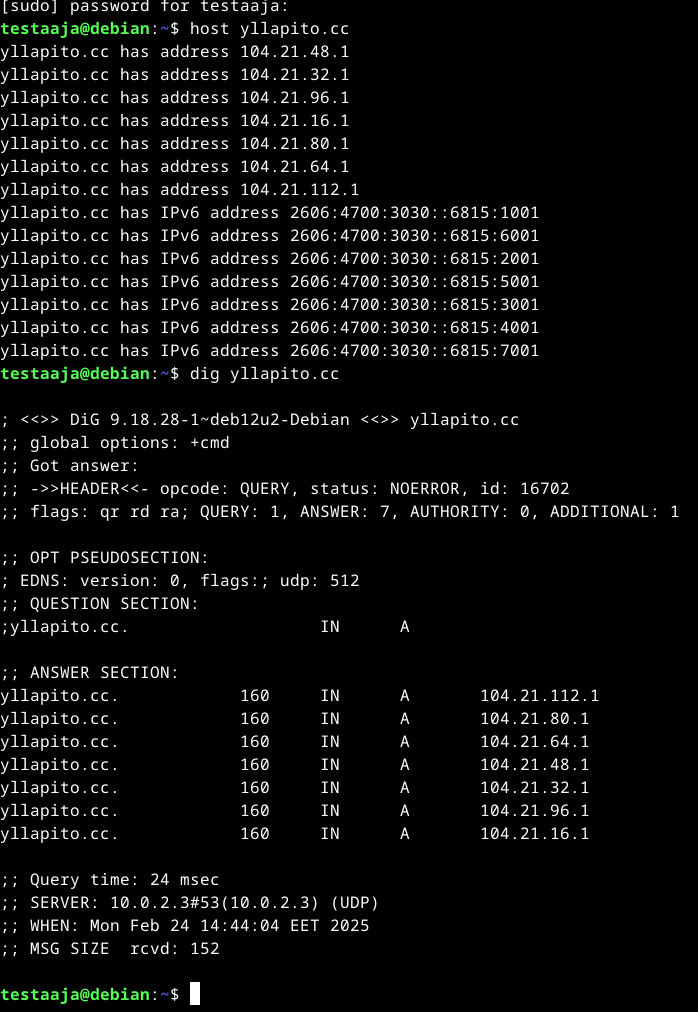 [sudo] password for testaaja:
testaaja@debian:~$ host yllapito.cc
yllapito.cc has address 104.21.48.1
yllapito.cc has address 104.21.32.1
yllapito.cc has address 104.21.96.1
yllapito.cc has address 104.21.16.1
yllapito.cc has address 104.21.80.1
yllapito.cc has address 104.21.64.1
yllapito.cc has address 104.21.112.1
yllapito.cc has IPv6 address 2606:4700:3030::6815:1001
yllapito.cc has IPv6 address 2606:4700:3030::6815:6001
yllapito.cc has IPv6 address 2606:4700:3030::6815:2001
yllapito.cc has IPv6 address 2606:4700:3030::6815:5001
yllapito.cc has IPv6 address 2606:4700:3030::6815:3001
yllapito.cc has IPv6 address 2606:4700:3030::6815:4001
yllapito.cc has IPv6 address 2606:4700:3030::6815:7001
testaaja@debian:~$ dig yllapito.cc

; <<>> DiG 9.18.28-1~deb12u2-Debian <<>> yllapito.cc
;; global options: +cmd
;; Got answer:
;; ->>HEADER<<- opcode: QUERY, status: NOERROR, id: 16702
;; flags: qr rd ra; QUERY: 1, ANSWER: 7, AUTHORITY: 0, ADDITIONAL: 1

;; OPT PSEUDOSECTION:
; EDNS: version: 0, flags:; udp: 512
;; QUESTION SECTION:
;yllapito.cc.                   IN      A

;; ANSWER SECTION:
yllapito.cc.            160     IN      A       104.21.112.1
yllapito.cc.            160     IN      A       104.21.80.1
yllapito.cc.            160     IN      A       104.21.64.1
yllapito.cc.            160     IN      A       104.21.48.1
yllapito.cc.            160     IN      A       104.21.32.1
yllapito.cc.            160     IN      A       104.21.96.1
yllapito.cc.            160     IN      A       104.21.16.1

;; Query time: 24 msec
;; SERVER: 10.0.2.3#53(10.0.2.3) (UDP)
;; WHEN: Mon Feb 24 14:44:04 EET 2025
;; MSG SIZE  rcvd: 152

testaaja@debian:~$